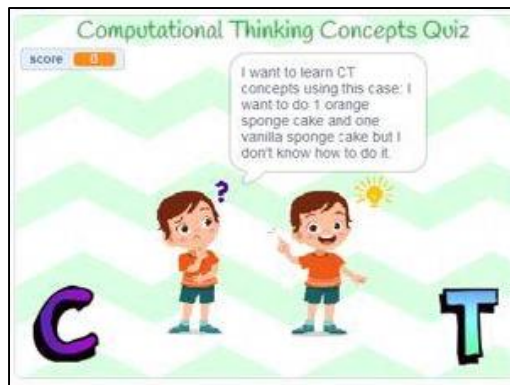 Computational Thinking Concepts Quiz
score 0
I want to learn CT
concepts using this case: I
want to do 1 orange
sponge cake and one
vanilla sponge cake but I
don't know how to do it.
?
C T